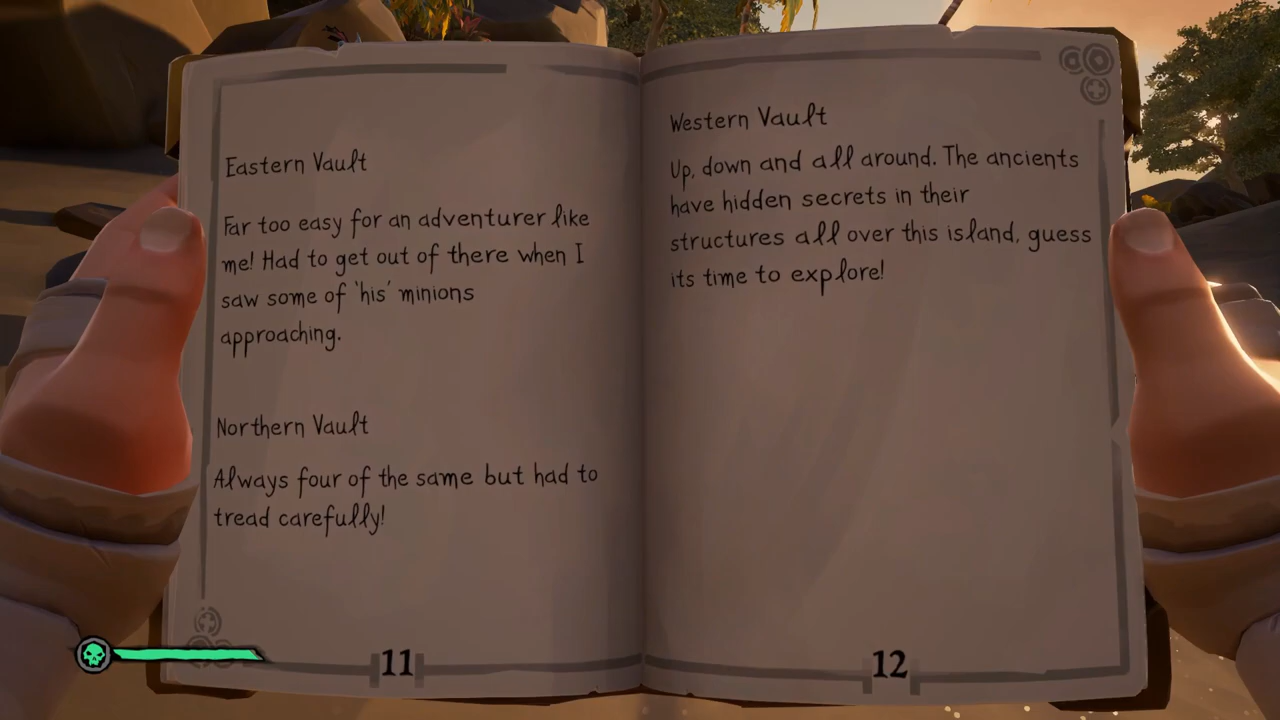 Eastern Vault
Far too easy for an adventurer like
me! Had to get out of there when I
saw some of 'his' minions
approaching.
Northern Vault
Always four of the same but had to
tread carefully!
11
Western Vault
Up, down and all around. The ancients
have hidden secrets in their
structures all over this island, guess
its time to explore!
12